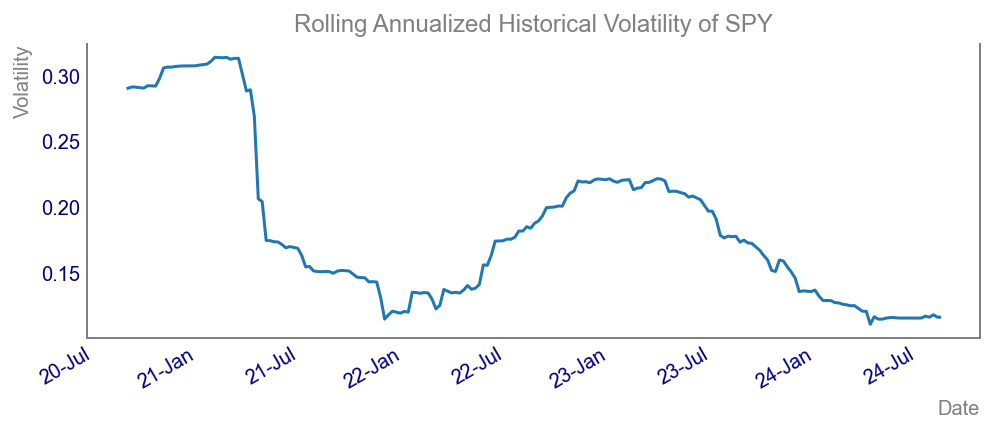 Rolling Annualized Historical Volatility of SPY
Volatility
0.30
0.25
0.20
0.15
20-Jul
21-Jan
21-Jul
22-Jan
22-Jul
23-Jan
23-Jul
24-Jan
24-Jul
Date